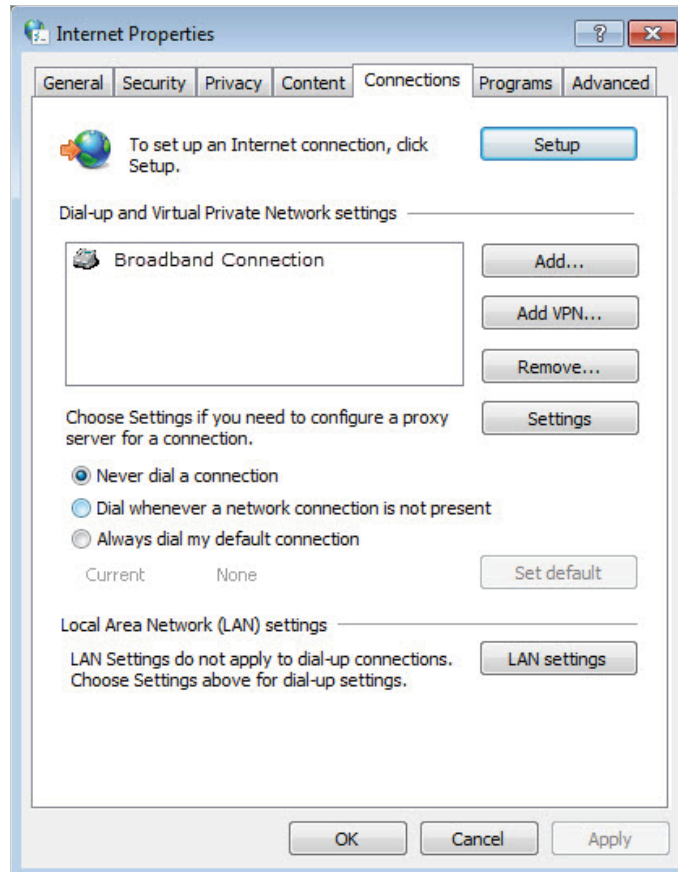 Internet Properties
General Security Privacy Content Connections Programs Advanced
To set up an Internet connection, click
Setup.
Setup
Dial-up and Virtual Private Network settings
Broadband Connection
Add...
Add VPN...
Remove...
Choose Settings if you need to configure a proxy
server for a connection.
Settings
Never dial a connection
Dial whenever a network connection is not present
Always dial my default connection
Current None
Set default
Local Area Network (LAN) settings
LAN Settings do not apply to dial-up connections.
Choose Settings above for dial-up settings.
LAN settings
OK Cancel Apply